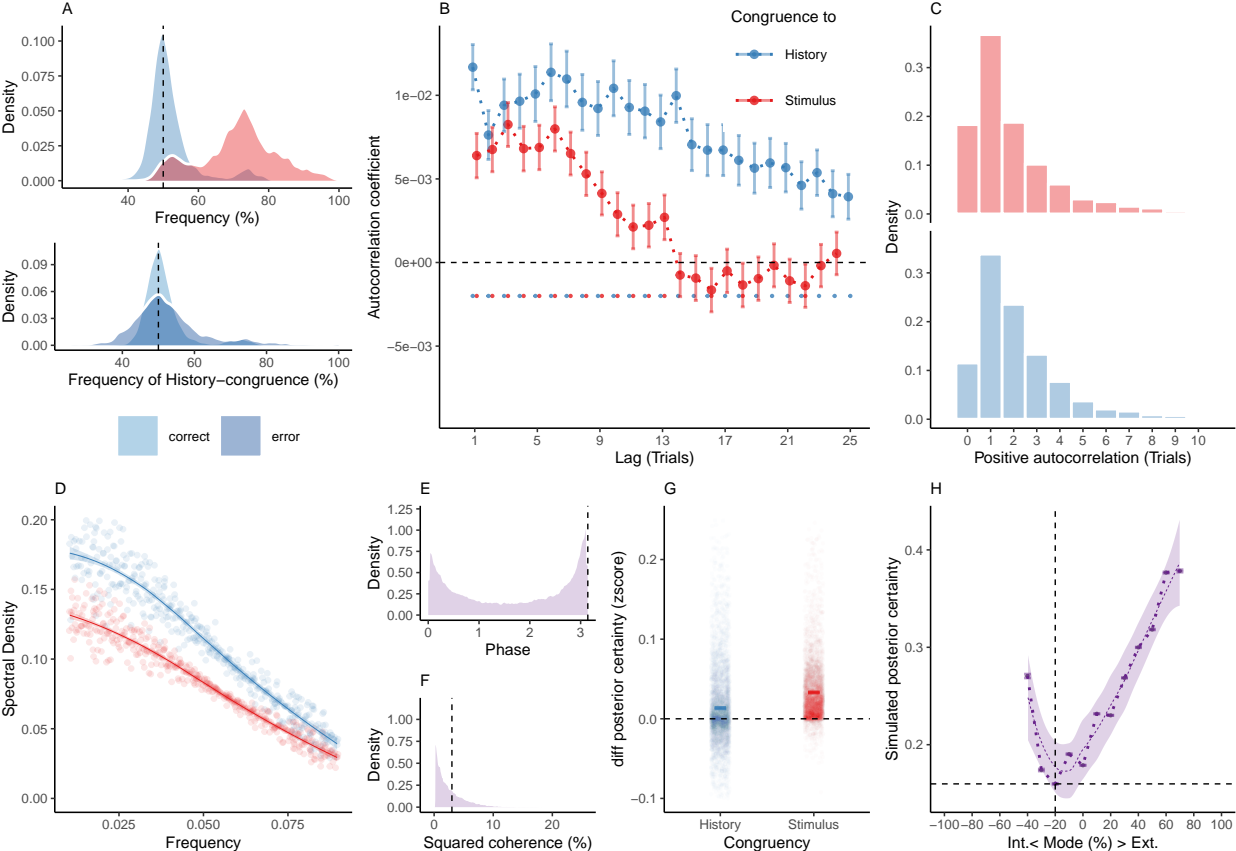 A
Density
0.100
0.075
0.050
0.025
0.000
40
60
80
100
Frequency (%)
Density
0.09
0.06
0.03
0.00
40
60
80
100
Frequency of History−congruence (%)
correct
error
B
Congruence to
History
Stimulus
Autocorrelation coefficient
1e−02
5e−03
0e+00
−5e−03
1
5
9
13
17
21
25
Lag (Trials)
C
Density
0.3
0.2
0.1
0.0
0.3
0.2
0.1
0.0
0
1
2
3
4
5
6
7
8
9
10
Positive autocorrelation (Trials)
D
Spectral Density
0.20
0.15
0.10
0.05
0.00
0.025
0.050
0.075
Frequency
E
Density
1.25
1.00
0.75
0.50
0.25
0.00
0
1
2
3
Phase
F
Density
1.00
0.75
0.50
0.25
0.00
0
10
20
Squared coherence (%)
G
diff posterior certainty (zscore)
0.2
0.1
0.0
−0.1
History
Stimulus
Congruency
H
Simulated posterior certainty
0.4
0.3
0.2
−100
−80
−60
−40
−20
0
20
40
60
80
100
Int.< Mode (%) > Ext.